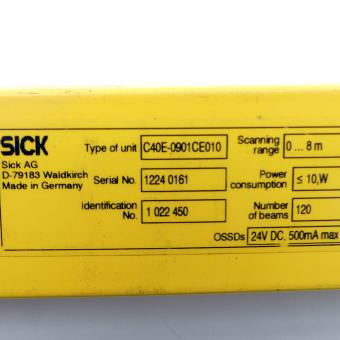 SICK
Sick AG
D-79183 Waldkirch
Made in Germany
Type of unit C40E-0901CE010
Serial No. 1224 0161
Identification No. 1 022 450
Scanning range 0 ... 8 m
Power consumption ≤ 10,W
Number of beams 120
OSSDs 24V DC, 500mA max